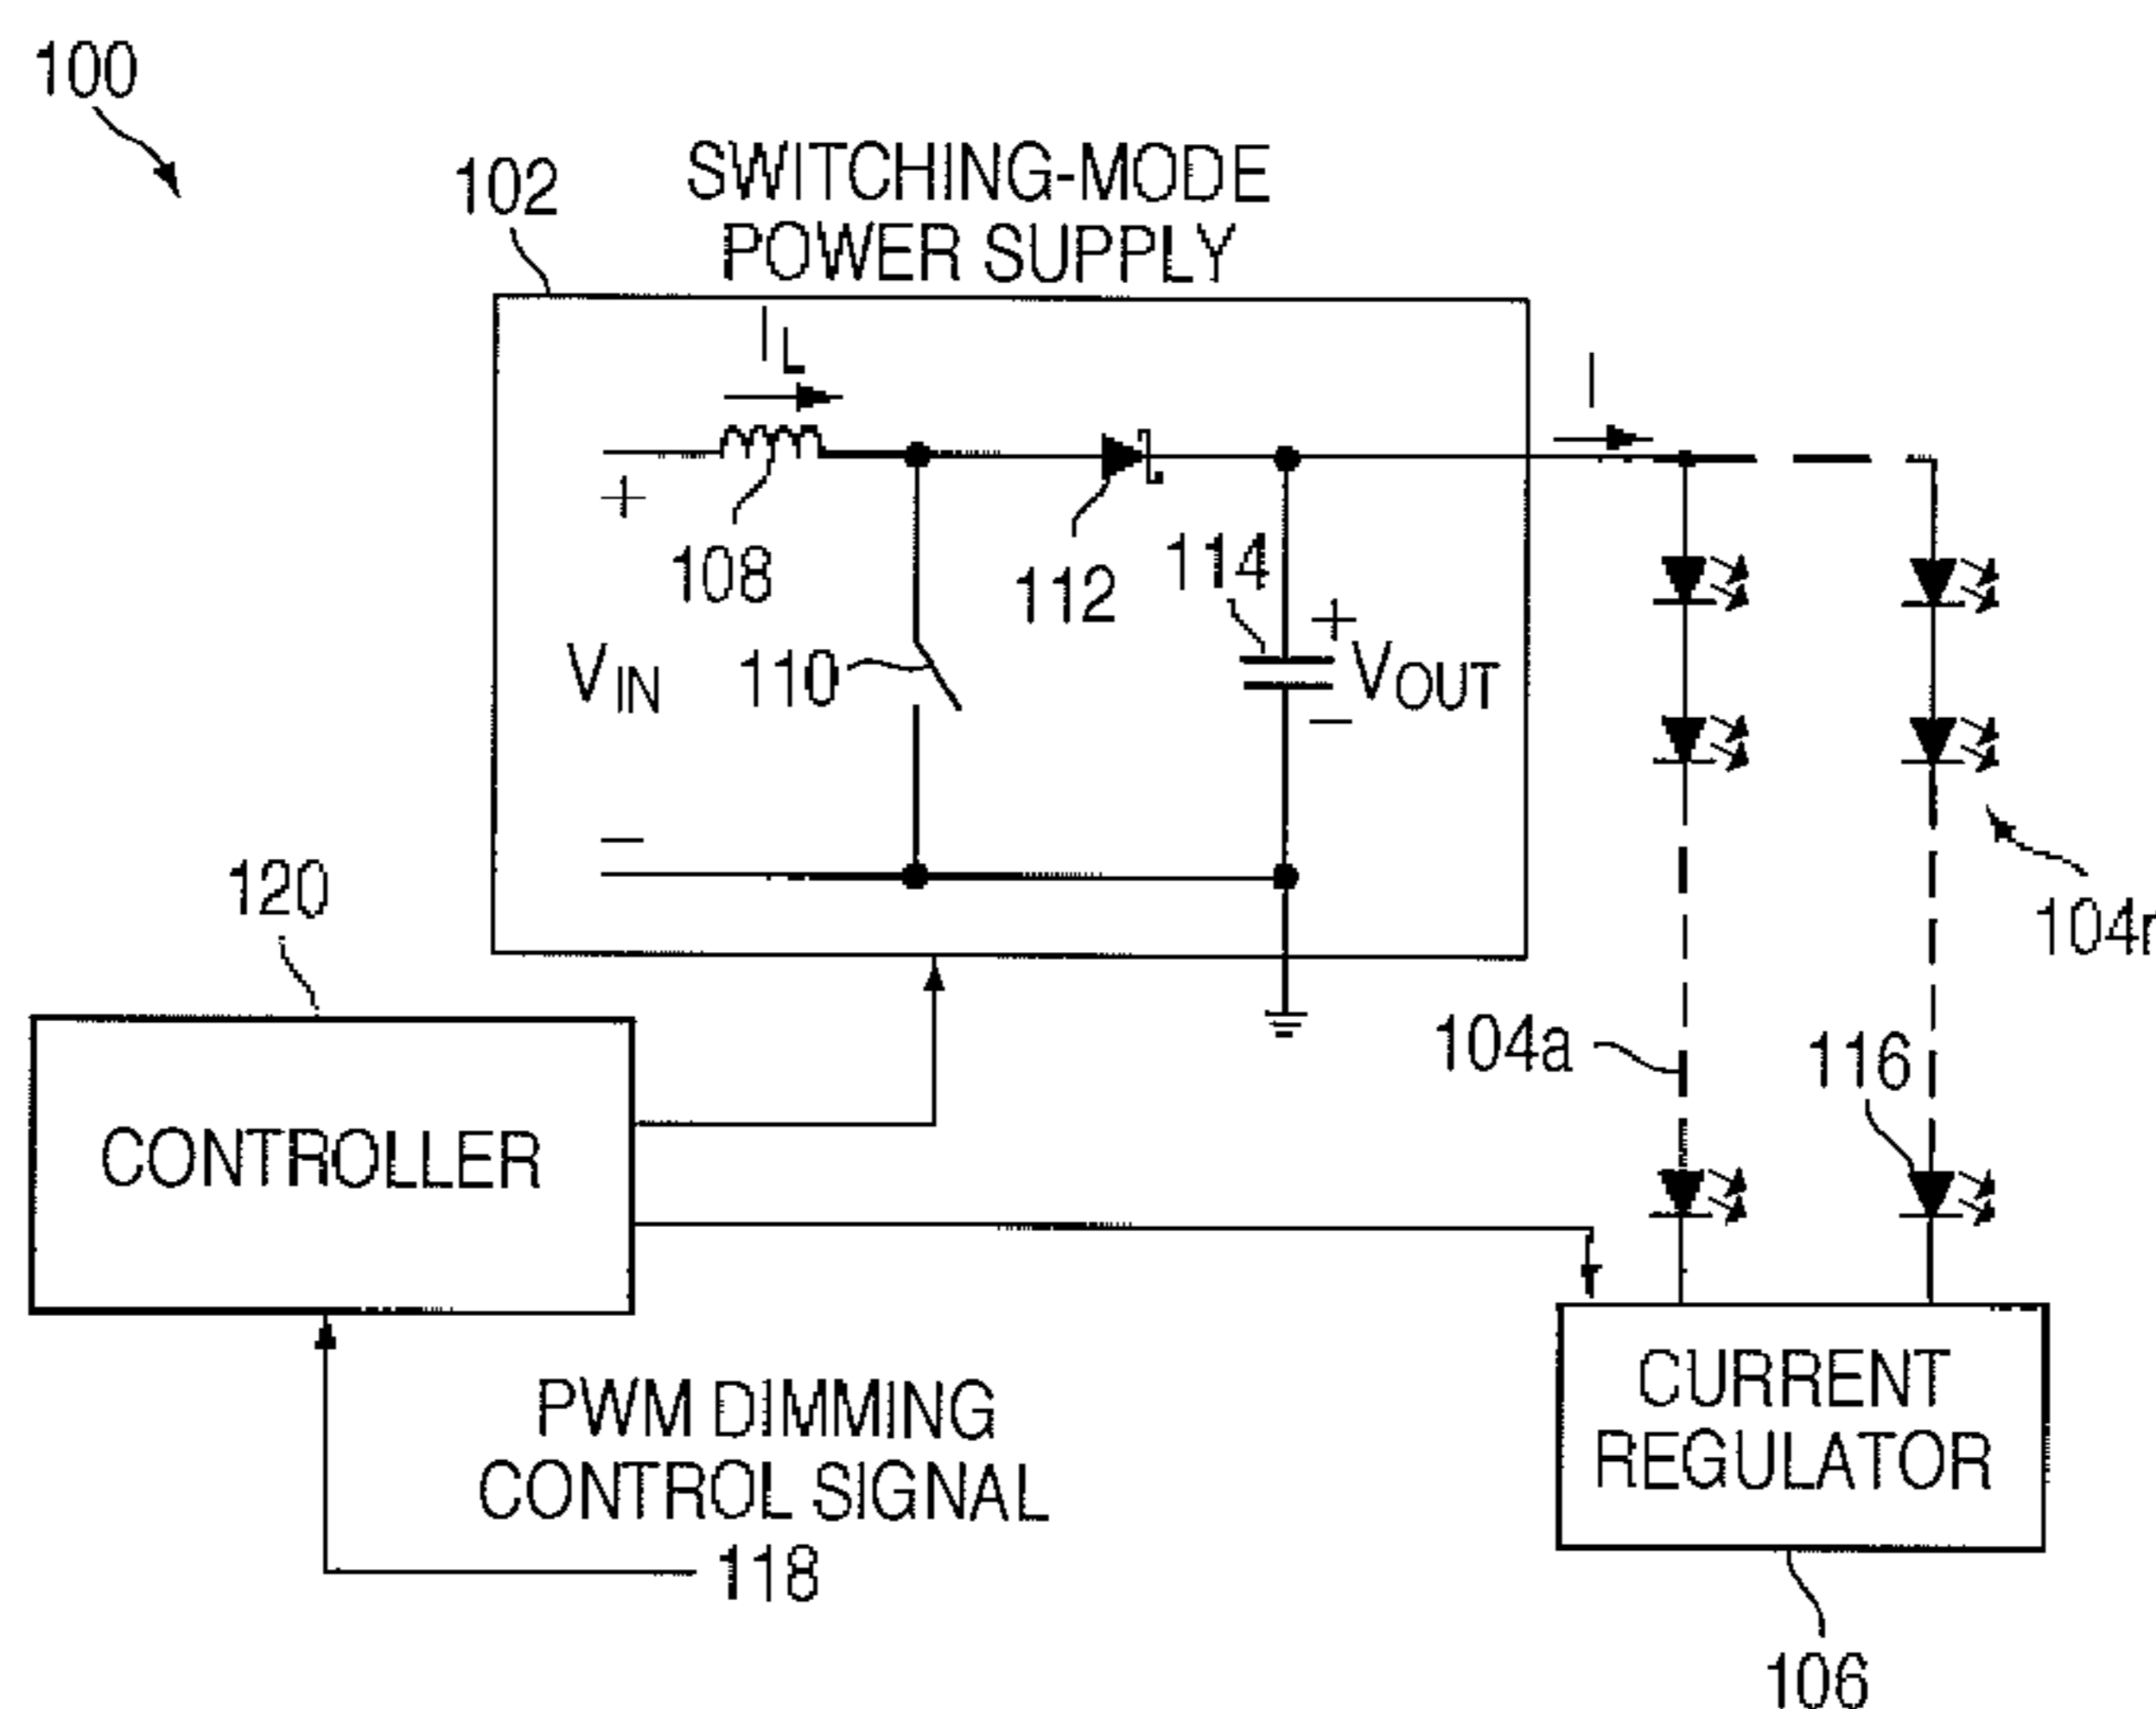 100
102
SWITCHING-MODE
POWER SUPPLY
IL
I
+
108
112
114
+
VIN
110
VOUT
−
−
120
104n
104a
116
CONTROLLER
PWM DIMMING
CONTROL SIGNAL
118
CURRENT
REGULATOR
106